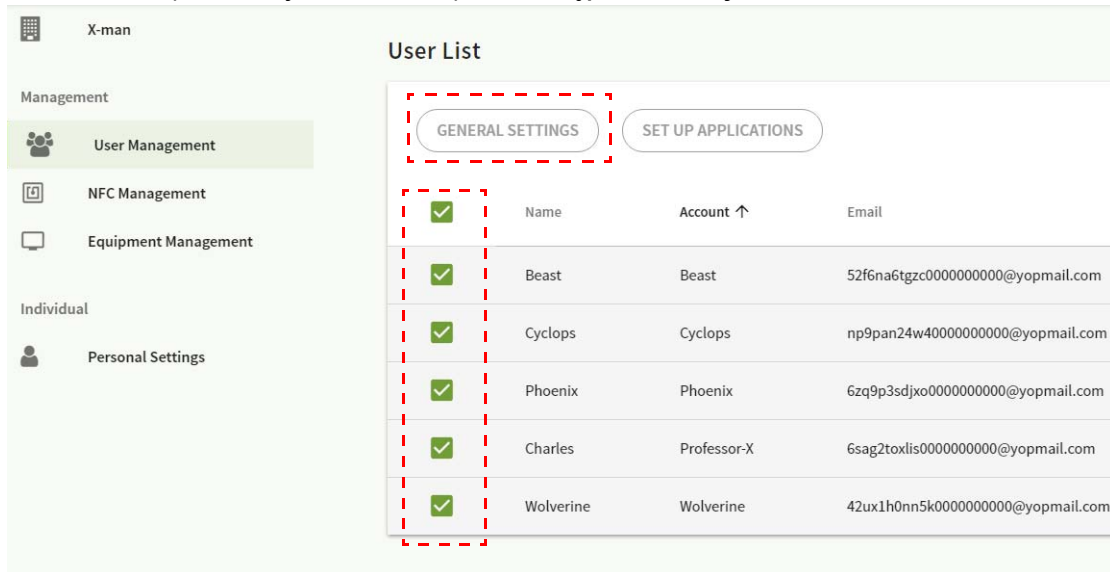 X-man
User List
Management
GENERAL SETTINGS SET UP APPLICATIONS
User Management
NFC Management
Name Account ↑ Email
Equipment Management
Beast Beast 52f6na6tgzc0000000000@yopmail.com
Individual
Cyclops Cyclops np9pan24w40000000000@yopmail.com
Personal Settings
Phoenix Phoenix 6zq9p3sdjxo0000000000@yopmail.com
Charles Professor-X 6sag2toxlis0000000000@yopmail.com
Wolverine Wolverine 42ux1h0nn5k0000000000@yopmail.com